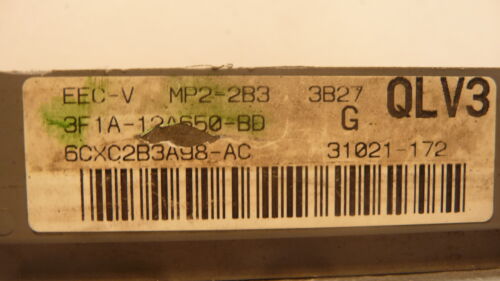 EEC-V MP2-2B3 3B27 QLV3
3F1A-12A650-BD G
6CXC2B3A98-AC 31021-172